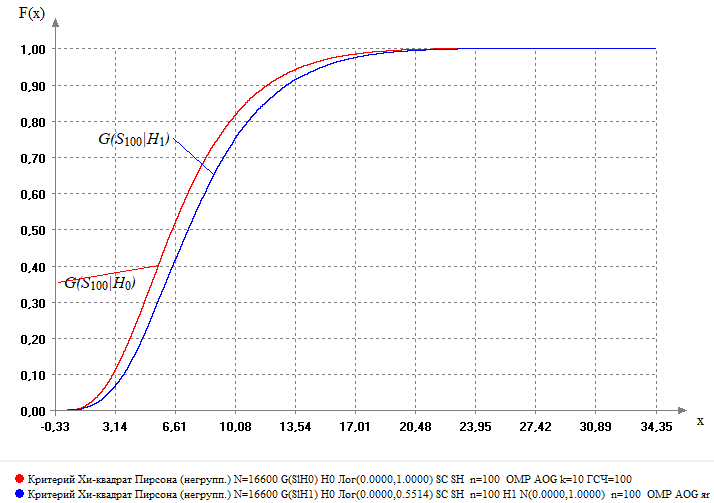 F(x)
1,00
0,90
0,80
G(S100|H1)
0,70
0,60
0,50
0,40
G(S100|H0)
0,30
0,20
0,10
0,00
-0,33 3,14 6,61 10,08 13,54 17,01 20,48 23,95 27,42 30,89 34,35
x
Критерий Хи-квадрат Пирсона (негрупп.) N=16600 G(S|H0) H0 Лог(0.0000,1.0000) SC SH n=100 OMP AOG k=10 ГСЧ=100
Критерий Хи-квадрат Пирсона (негрупп.) N=16600 G(S|H1) H0 Лог(0.0000,0.5514) SC SH n=100 H1 N(0.0000,1.0000) n=100 OMP AOG